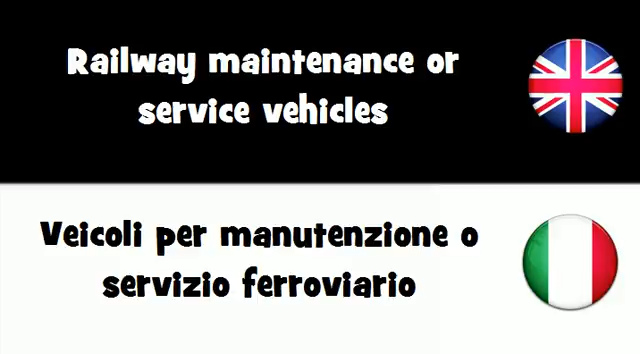 Railway maintenance or
service vehicles
Veicoli per manutenzione o
servizio ferroviario